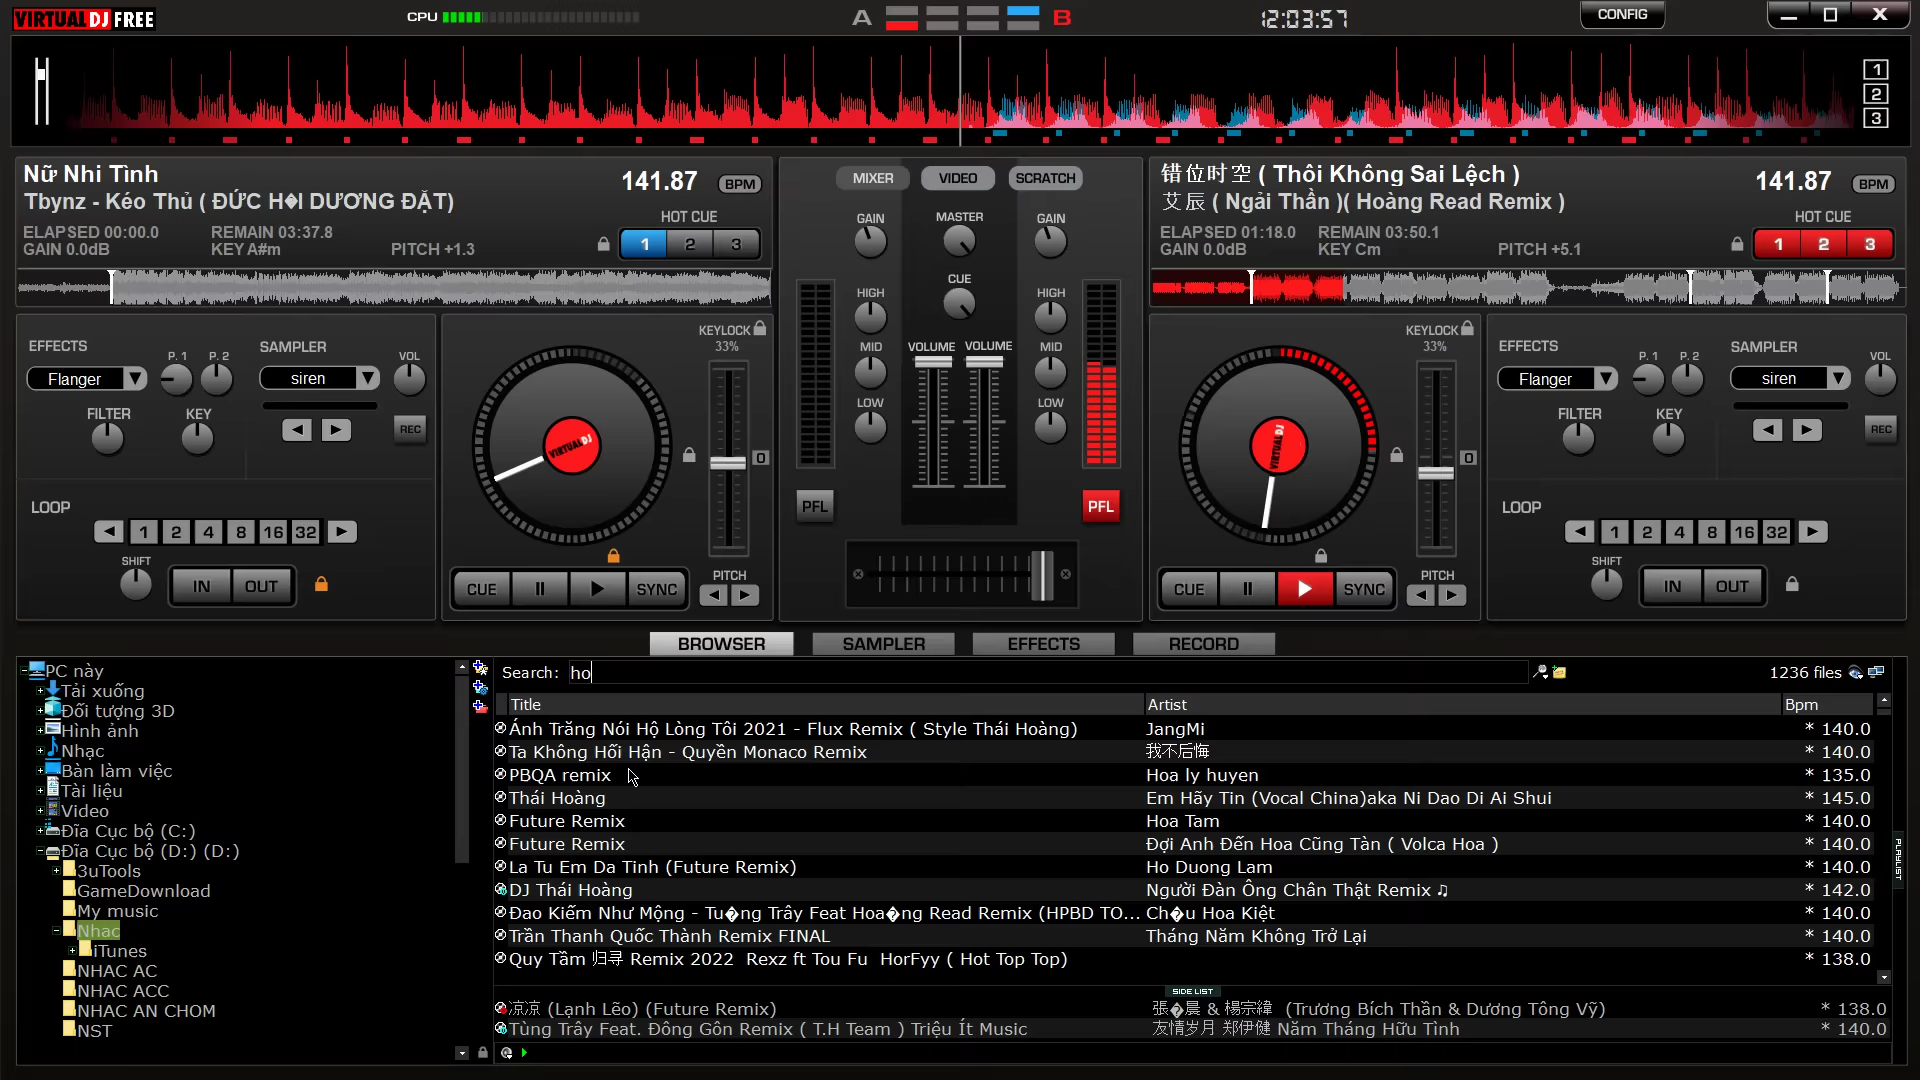 VIRTUAL DJ FREE
CPU
A
B
12:03:57
CONFIG
1
2
3
Nữ Nhi Tình
Tbynz - Kéo Thủ ( ĐỨC H�I DƯƠNG ĐẶT)
141.87 BPM
HOT CUE
ELAPSED 00:00.0 REMAIN 03:37.8
GAIN 0.0dB KEY A#m PITCH +1.3
1 2 3
MIXER VIDEO SCRATCH
GAIN MASTER GAIN
CUE
HIGH HIGH
MID VOLUME VOLUME MID
LOW LOW
PFL PFL
错位时空 ( Thôi Không Sai Lệch )
艾辰 ( Ngải Thần )( Hoàng Read Remix )
141.87 BPM
HOT CUE
ELAPSED 01:18.0 REMAIN 03:50.1
GAIN 0.0dB KEY Cm PITCH +5.1
1 2 3
EFFECTS P. 1 P. 2 SAMPLER VOL
Flanger siren
FILTER KEY REC
LOOP
1 2 4 8 16 32
SHIFT IN OUT
KEYLOCK
33%
VIRTUALDJ
0
PITCH
CUE SYNC
KEYLOCK
33%
VIRTUALDJ
0
PITCH
CUE SYNC
EFFECTS P. 1 P. 2 SAMPLER VOL
Flanger siren
FILTER KEY REC
LOOP
1 2 4 8 16 32
SHIFT IN OUT
BROWSER SAMPLER EFFECTS RECORD
PC này
Tải xuống
Đối tượng 3D
Hình ảnh
Nhạc
Bàn làm việc
Tài liệu
Video
Đĩa Cục bộ (C:)
Đĩa Cục bộ (D:) (D:)
3uTools
GameDownload
My music
Nhac
iTunes
NHAC AC
NHAC ACC
NHAC AN CHOM
NST
Search: ho 1236 files
Title Artist Bpm
Ánh Trăng Nói Hộ Lòng Tôi 2021 - Flux Remix ( Style Thái Hoàng) JangMi * 140.0
Ta Không Hối Hận - Quyền Monaco Remix 我不后悔 * 140.0
PBQA remix Hoa ly huyen * 135.0
Thái Hoàng Em Hãy Tin (Vocal China)aka Ni Dao Di Ai Shui * 145.0
Future Remix Hoa Tam * 140.0
Future Remix Đợi Anh Đến Hoa Cũng Tàn ( Volca Hoa ) * 140.0
La Tu Em Da Tinh (Future Remix) Ho Duong Lam * 140.0
DJ Thái Hoàng Người Đàn Ông Chân Thật Remix ♫ * 142.0
Đao Kiếm Như Mộng - Tu�ng Trây Feat Hoa�ng Read Remix (HPBD TO... Ch�u Hoa Kiệt * 140.0
Trần Thanh Quốc Thành Remix FINAL Tháng Năm Không Trở Lại * 140.0
Quy Tầm 归寻 Remix 2022 Rexz ft Tou Fu HorFyy ( Hot Top Top) * 138.0
PLAYLIST
SIDE LIST
凉凉 (Lạnh Lẽo) (Future Remix) 張�晨 & 楊宗緯 (Trương Bích Thần & Dương Tông Vỹ) * 138.0
Tùng Trây Feat. Đông Gôn Remix ( T.H Team ) Triệu Ít Music 友情岁月 郑伊健 Năm Tháng Hữu Tình * 140.0